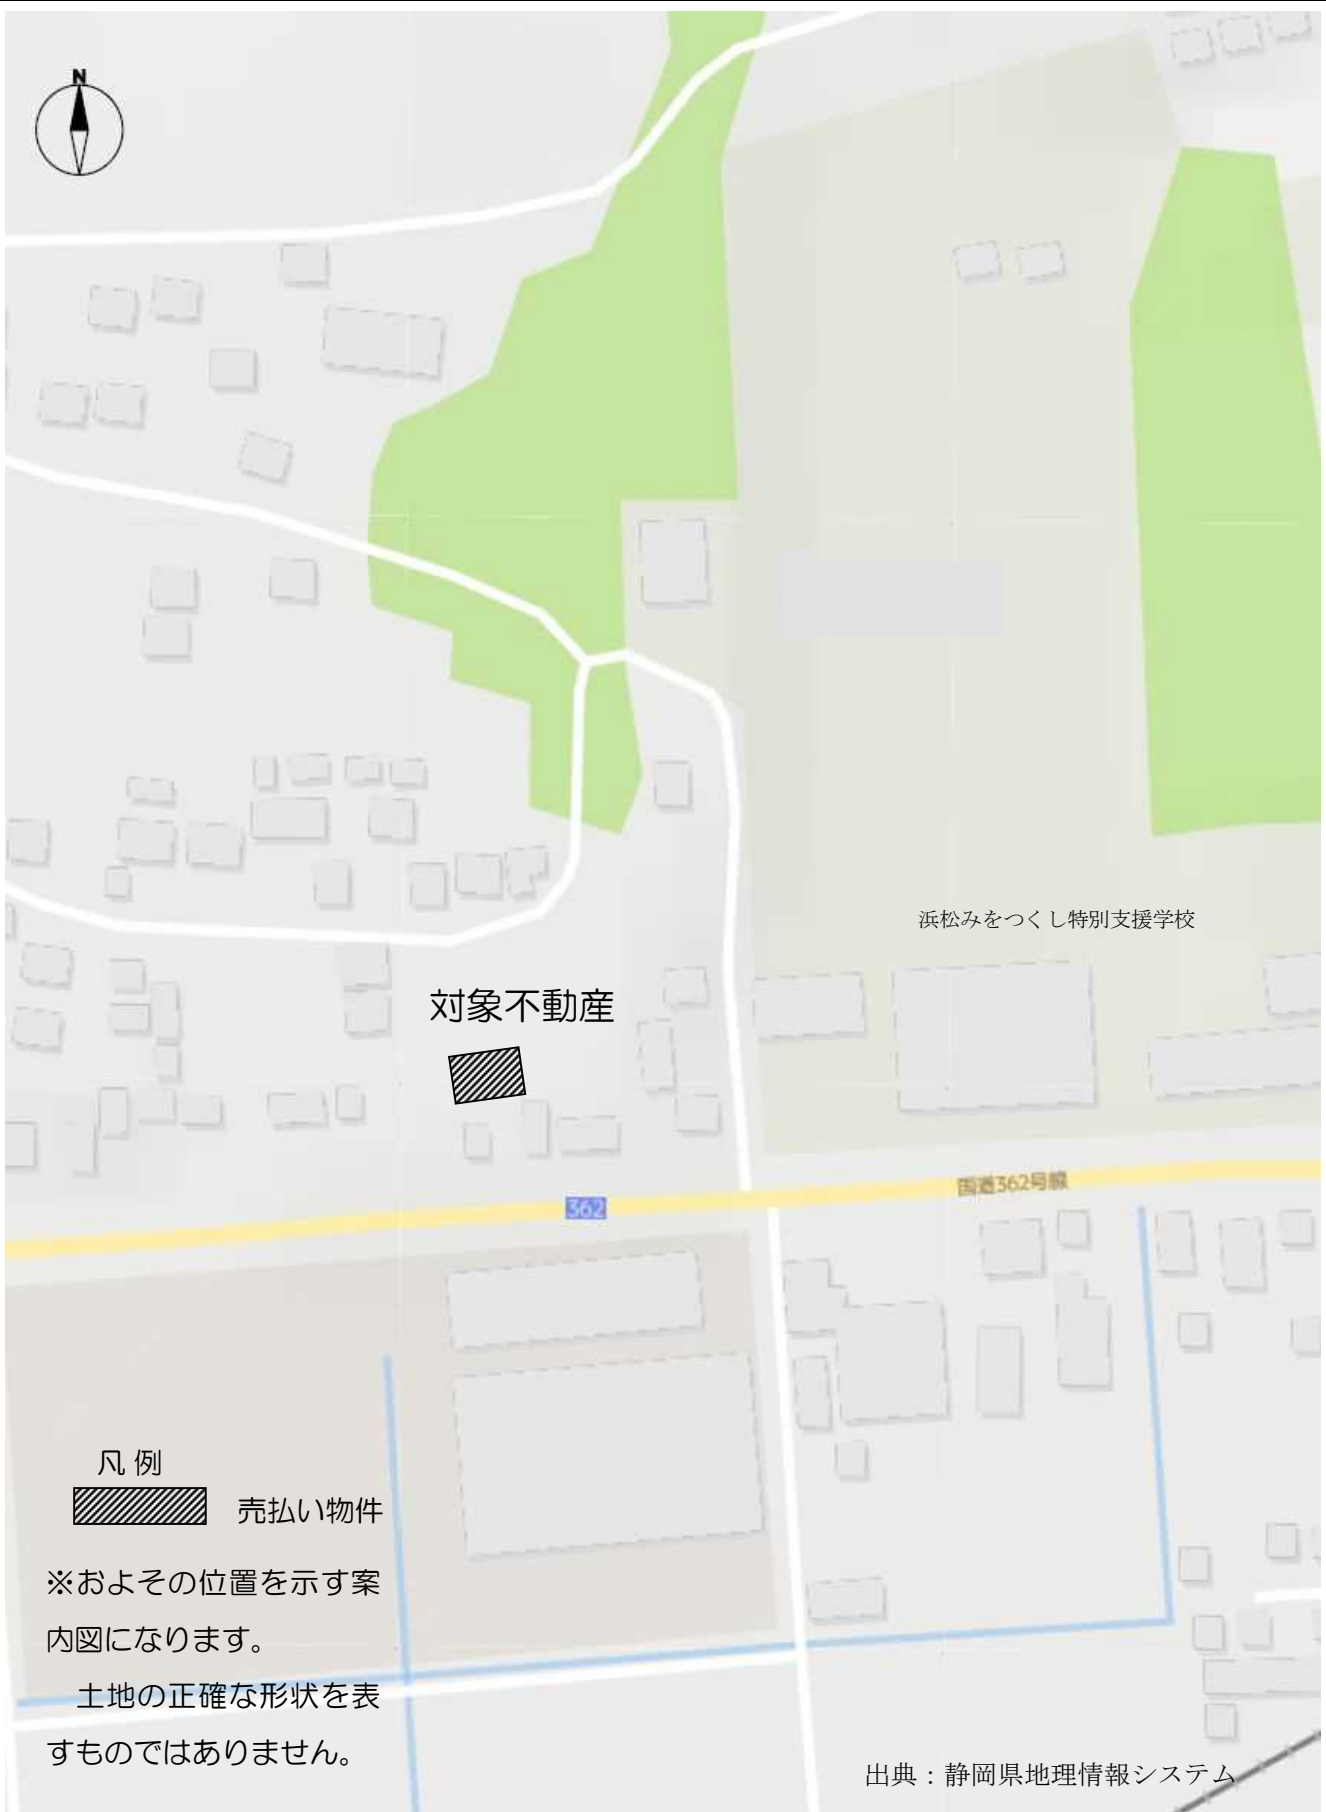 N
浜松みをつくし特別支援学校
対象不動産
国道362号線
362
凡 例
売払い物件
※およその位置を示す案
内図になります。
　土地の正確な形状を表
すものではありません。
出典：静岡県地理情報システム